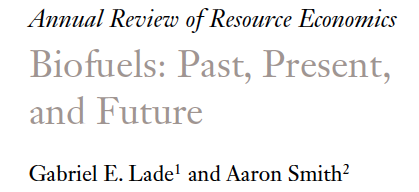 Annual Review of Resource Economics
Biofuels: Past, Present,
and Future
Gabriel E. Lade¹ and Aaron Smith²